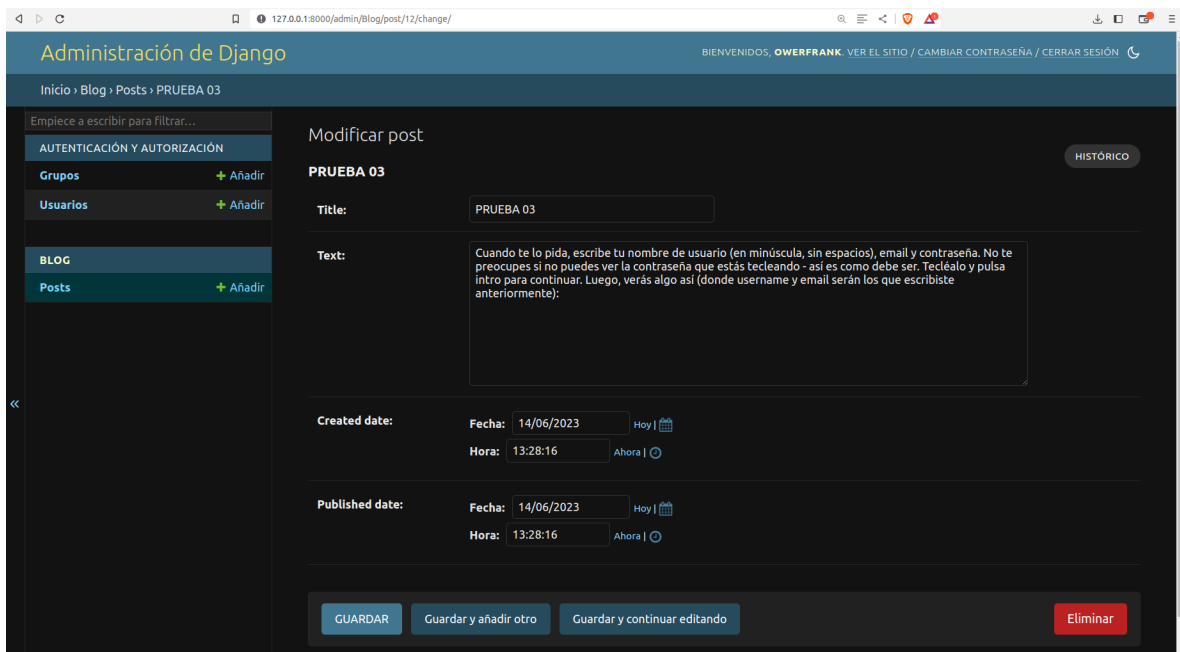 127.0.0.1:8000/admin/Blog/post/12/change/
Administración de Django
BIENVENIDOS, OWERFRANK. VER EL SITIO / CAMBIAR CONTRASEÑA / CERRAR SESIÓN
Inicio › Blog › Posts › PRUEBA 03
Empiece a escribir para filtrar...
AUTENTICACIÓN Y AUTORIZACIÓN
Grupos + Añadir
Usuarios + Añadir
BLOG
Posts + Añadir
«
Modificar post
HISTÓRICO
PRUEBA 03
Title: PRUEBA 03
Text: Cuando te lo pida, escribe tu nombre de usuario (en minúscula, sin espacios), email y contraseña. No te
preocupes si no puedes ver la contraseña que estás tecleando - así es como debe ser. Tecléalo y pulsa
intro para continuar. Luego, verás algo así (donde username y email serán los que escribiste
anteriormente):
Created date: Fecha: 14/06/2023 Hoy |
Hora: 13:28:16 Ahora |
Published date: Fecha: 14/06/2023 Hoy |
Hora: 13:28:16 Ahora |
GUARDAR Guardar y añadir otro Guardar y continuar editando Eliminar